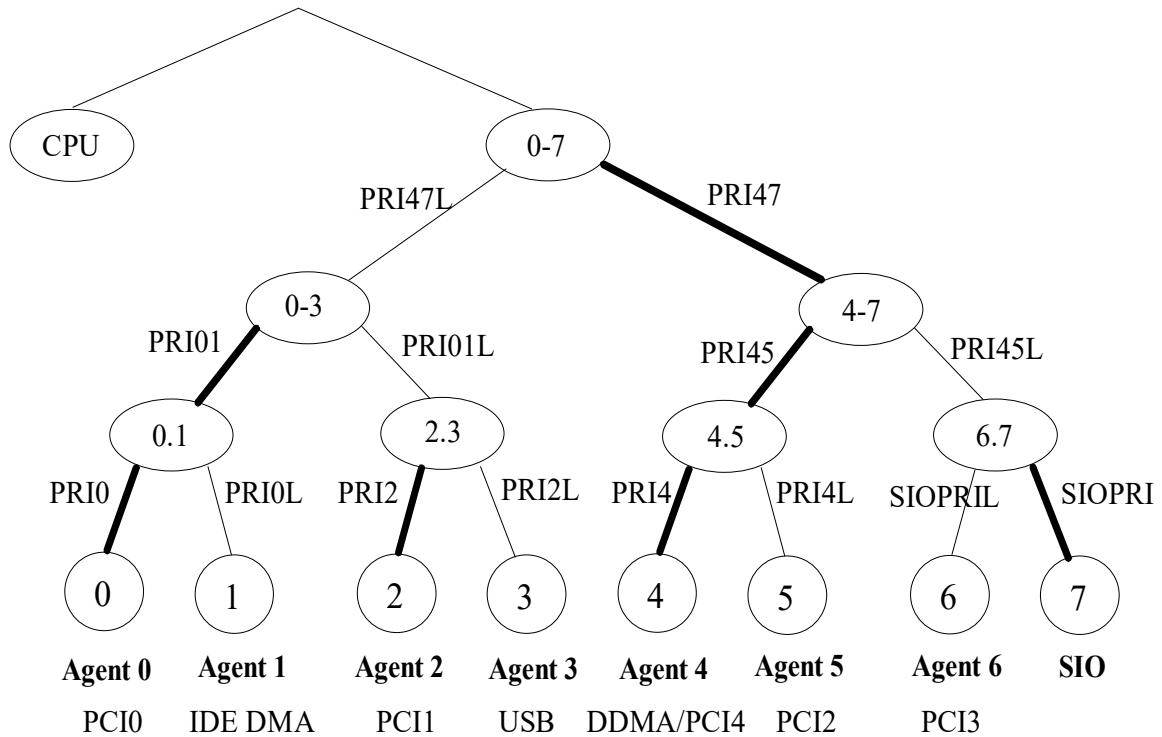 CPU
0-7
PRI47L
PRI47
0-3
4-7
PRI01
PRI01L
PRI45
PRI45L
0.1
2.3
4.5
6.7
PRI0
PRI0L
PRI2
PRI2L
PRI4
PRI4L
SIOPRIL
SIOPRI
0
1
2
3
4
5
6
7
Agent 0
Agent 1
Agent 2
Agent 3
Agent 4
Agent 5
Agent 6
SIO
PCI0
IDE DMA
PCI1
USB
DDMA/PCI4
PCI2
PCI3